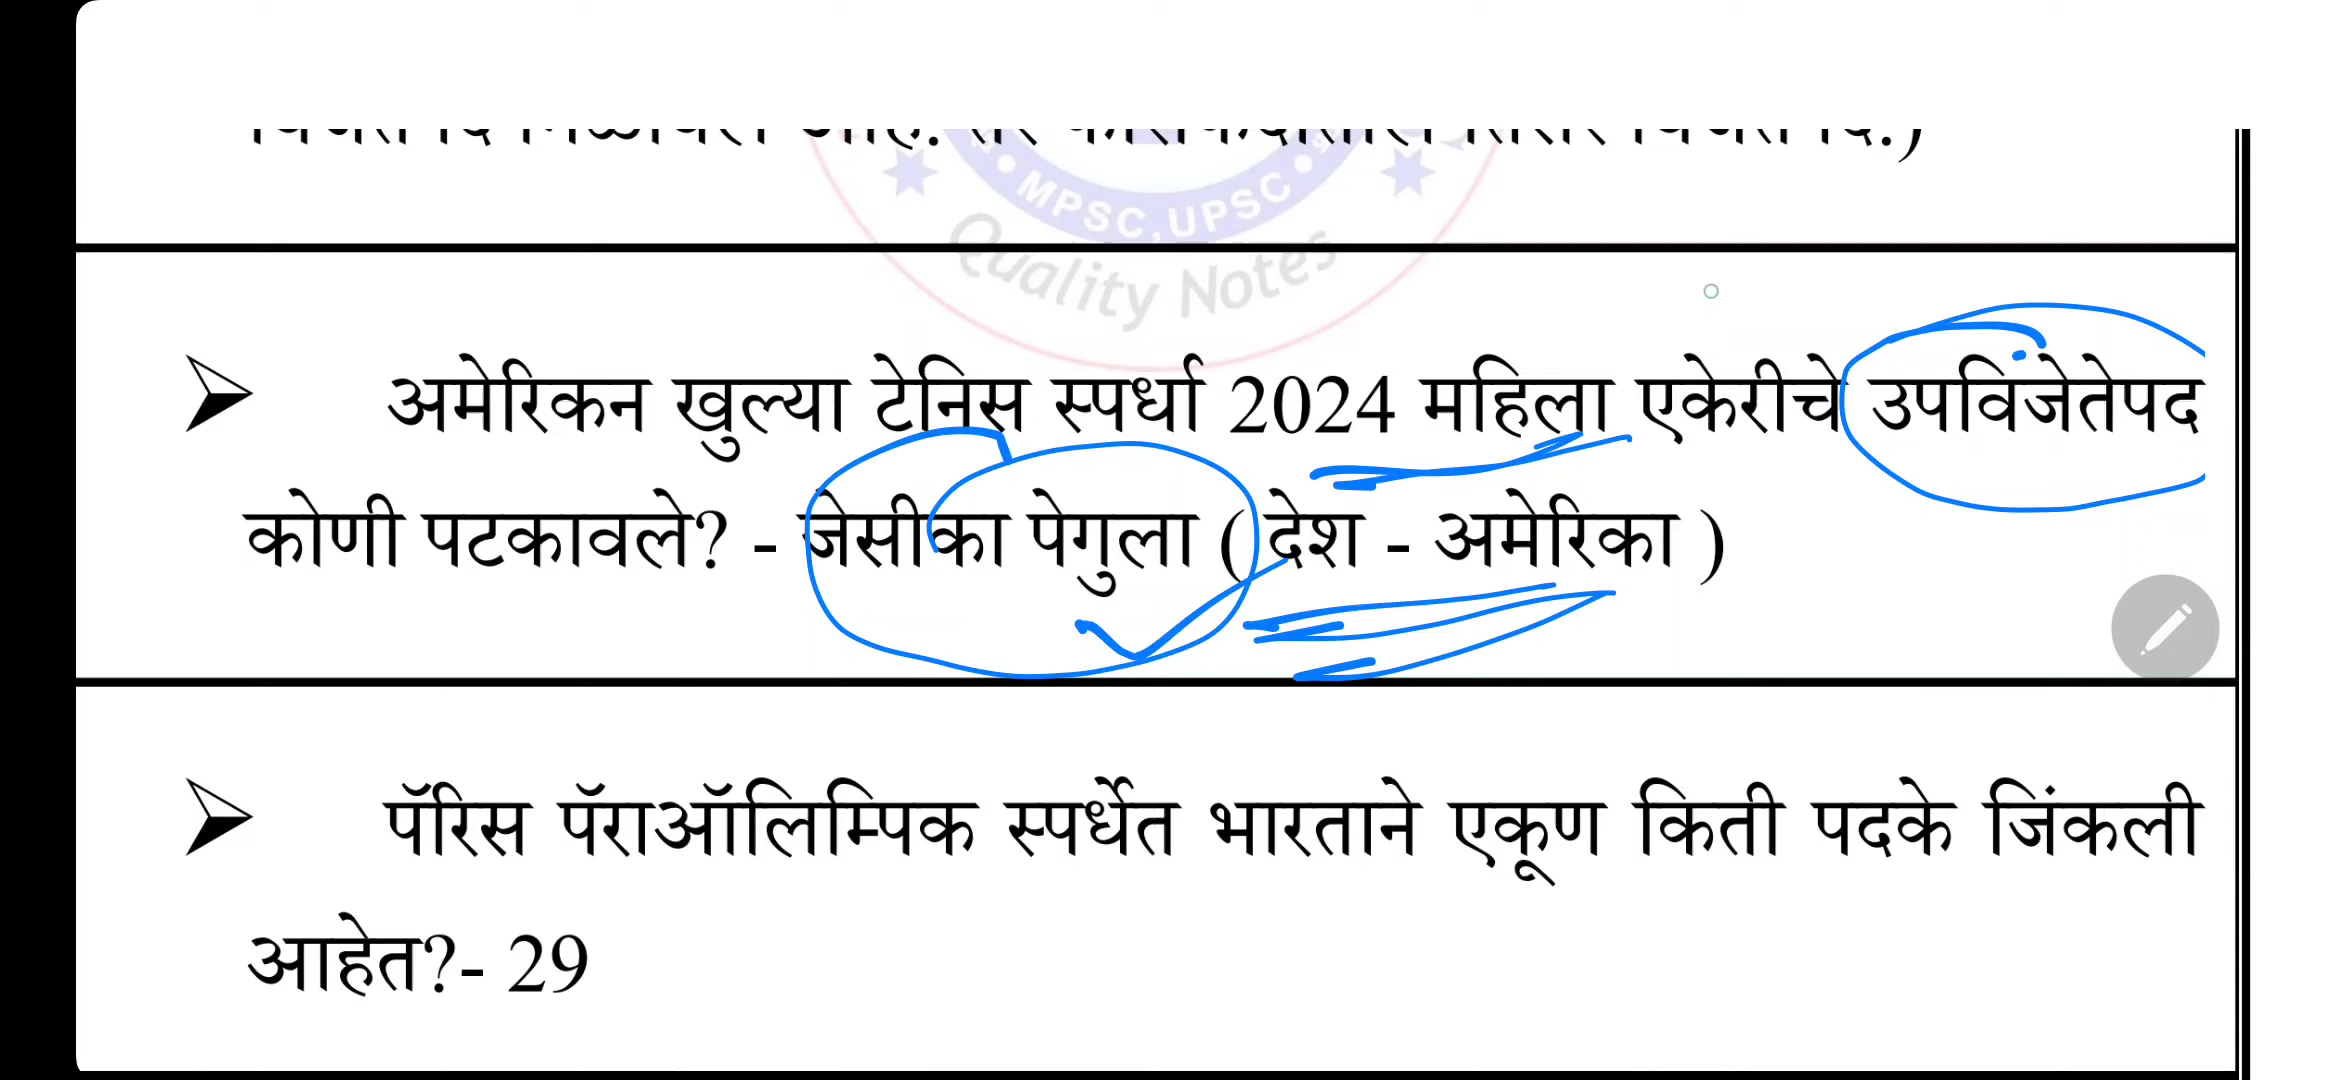 MPSC, UPSC
Quality Notes
➤ अमेरिकन खुल्या टेनिस स्पर्धा 2024 महिला एकेरीचे उपविजेतेपद
कोणी पटकावले? - जेसीका पेगुला ( देश - अमेरिका )
➤ पॅरिस पॅराऑलिम्पिक स्पर्धेत भारताने एकूण किती पदके जिंकली
आहेत?- 29